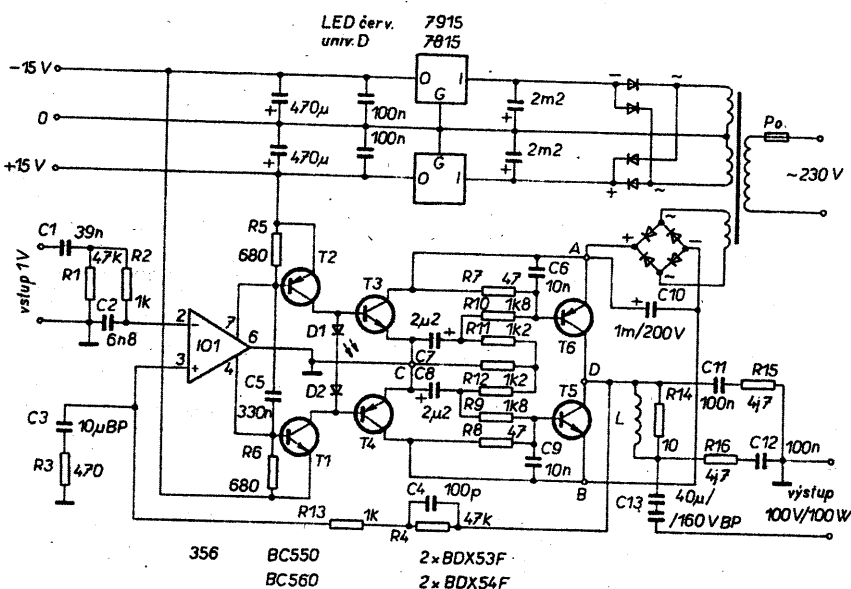 LED červ. 7915
univ. D 7815
-15 V
0
+15 V
470µ
100n
100n
470µ
O I
G
G
O I
2m2
2m2
+
+
+
+
−
~
+
~
Po.
~230 V
C1 39n
R2
47K
R1
1k
C2
6n8
vstup 1V
R5
680
T2
T3
D1
D2
IO1
2 −
3 +
7
6
4
C5
330n
R6
680
T1
T4
C3
10µBP
R3 470
R7 47
R10 1k8
R11 1k2
2µ2 +
C C7
C8
+ 2µ2
R12 1k2
R9 1k8
R8 47
C6
10n
C9
10n
A
T6
D
T5
B
+
~
−
~
C10
1m/200V
C11
100n
R15
4j7
L
R14
10
R16
4j7
C12
100n
C13
40µ/
/160V BP
výstup
100V/100W
C4 100p
R13 1K
R4 47K
356 BC550 2×BDX53F
BC560 2×BDX54F